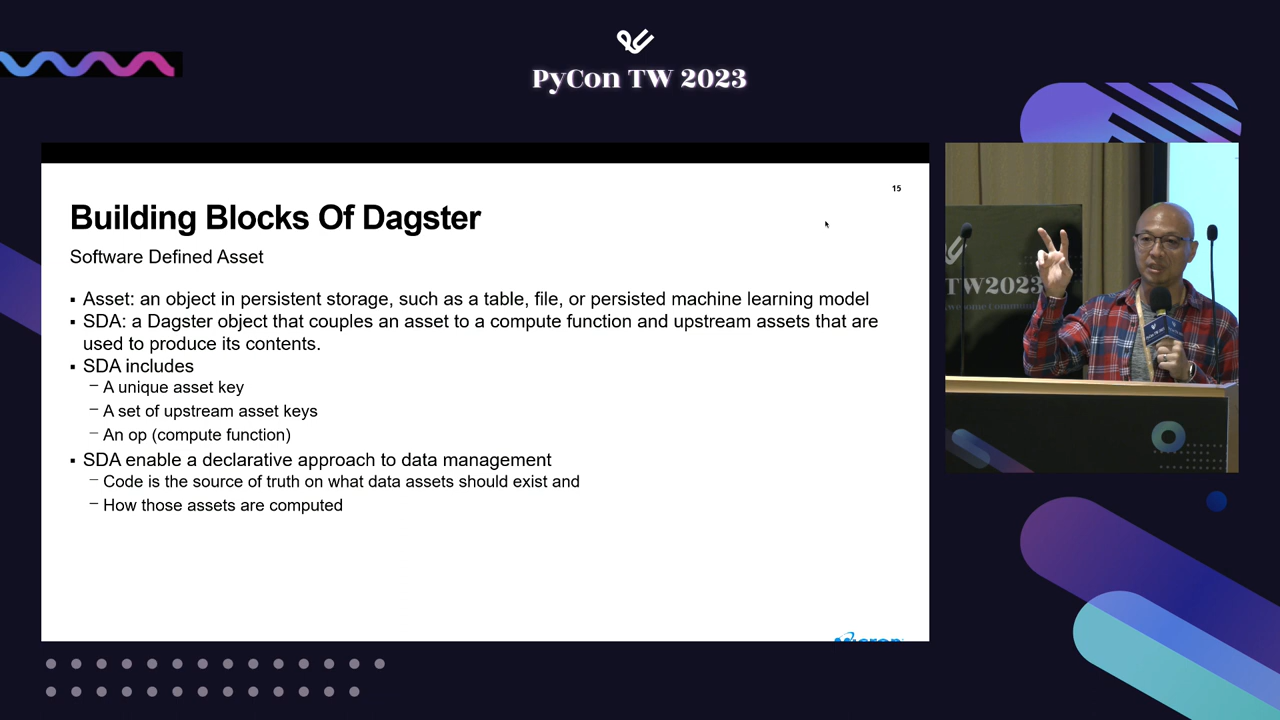 PyCon TW 2023
15
Building Blocks Of Dagster
Software Defined Asset
▪ Asset: an object in persistent storage, such as a table, file, or persisted machine learning model
▪ SDA: a Dagster object that couples an asset to a compute function and upstream assets that are
used to produce its contents.
▪ SDA includes
– A unique asset key
– A set of upstream asset keys
– An op (compute function)
▪ SDA enable a declarative approach to data management
– Code is the source of truth on what data assets should exist and
– How those assets are computed
TW2023